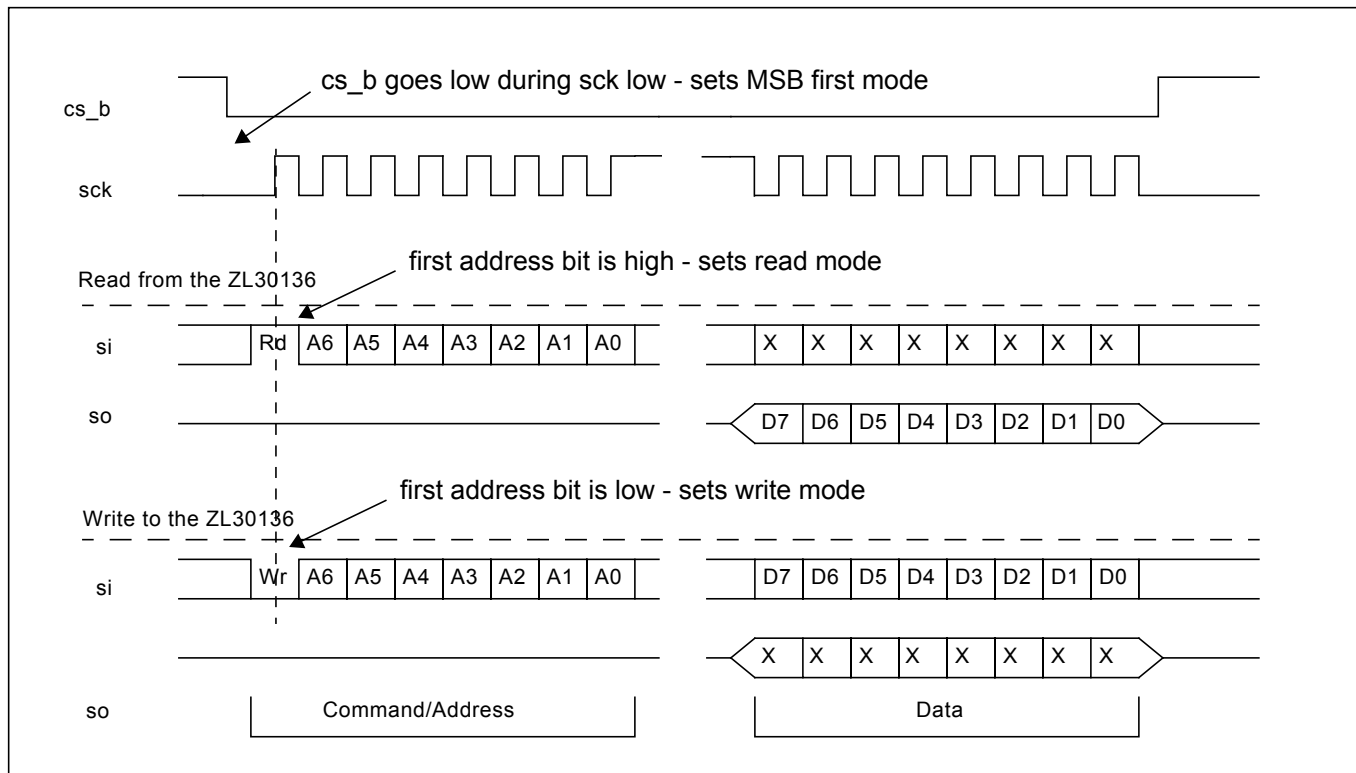 cs_b goes low during sck low - sets MSB first mode
cs_b
sck
first address bit is high - sets read mode
Read from the ZL30136
si Rd A6 A5 A4 A3 A2 A1 A0 X X X X X X X X
so D7 D6 D5 D4 D3 D2 D1 D0
first address bit is low - sets write mode
Write to the ZL30136
si Wr A6 A5 A4 A3 A2 A1 A0 D7 D6 D5 D4 D3 D2 D1 D0
X X X X X X X X
so Command/Address Data